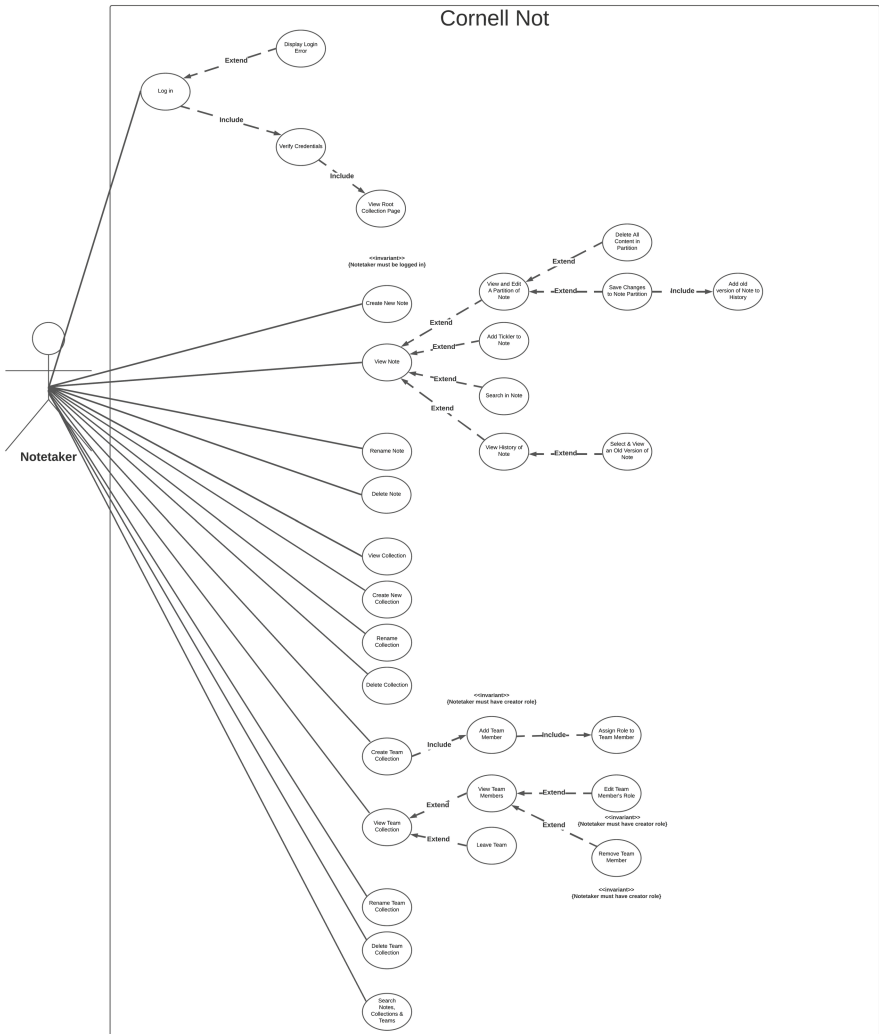 Cornell Not
Display Login
Error
Extend
Log in
Include
Verify Credentials
Include
View Root
Collection Page
<<invariant>>
{Notetaker must be logged in}
Delete All
Content in
Partition
Extend
View and Edit
A Partition of
Note
Extend
Save Changes
to Note Partition
Include
Add old
version of Note to
History
Create New Note
Extend
Add Tickler to
Note
Extend
View Note
Extend
Search in Note
Extend
Notetaker
Rename Note
View History of
Note
Extend
Select & View
an Old Version of
Note
Delete Note
View Collection
Create New
Collection
Rename
Collection
Delete Collection
<<invariant>>
{Notetaker must have creator role}
Create Team
Collection
Include
Add Team
Member
Include
Assign Role to
Team Member
View Team
Members
Extend
Edit Team
Member's Role
<<invariant>>
{Notetaker must have creator role}
Extend
View Team
Collection
Extend
Leave Team
Extend
Remove Team
Member
<<invariant>>
{Notetaker must have creator role}
Rename Team
Collection
Delete Team
Collection
Search
Notes,
Collections &
Teams